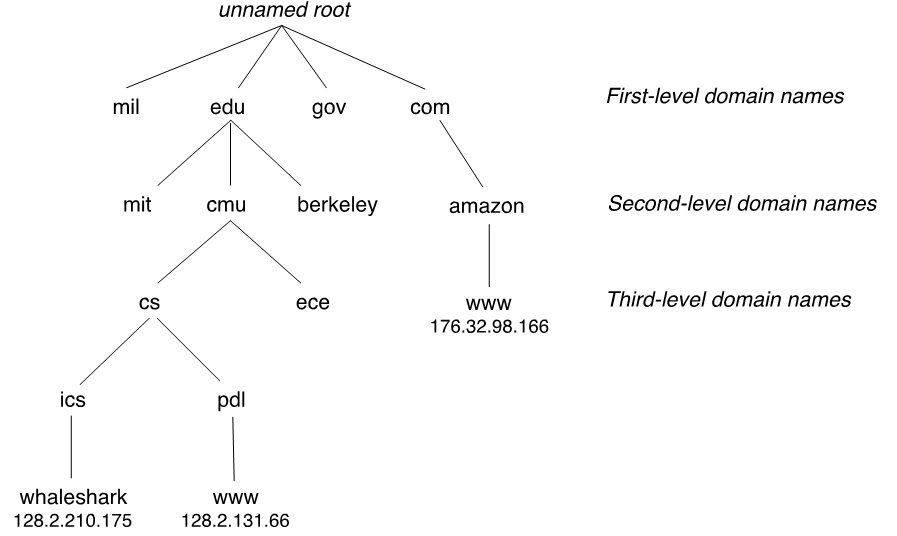 unnamed root
mil edu gov com First-level domain names
mit cmu berkeley amazon Second-level domain names
cs ece www Third-level domain names
176.32.98.166
ics pdl
whaleshark www
128.2.210.175 128.2.131.66